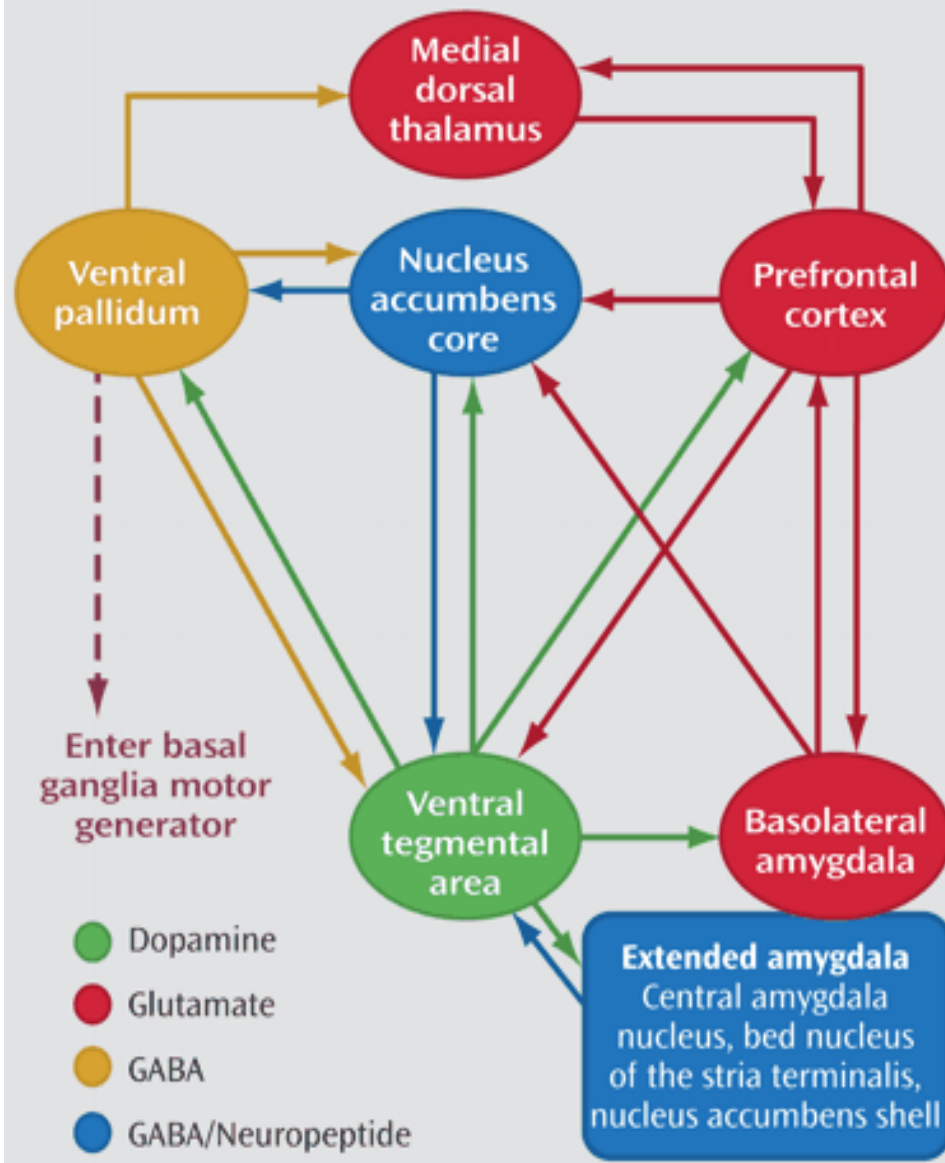 Medial
dorsal
thalamus
Ventral
pallidum
Nucleus
accumbens
core
Prefrontal
cortex
Enter basal
ganglia motor
generator
Ventral
tegmental
area
Basolateral
amygdala
Extended amygdala
Central amygdala
nucleus, bed nucleus
of the stria terminalis,
nucleus accumbens shell
Dopamine
Glutamate
GABA
GABA/Neuropeptide